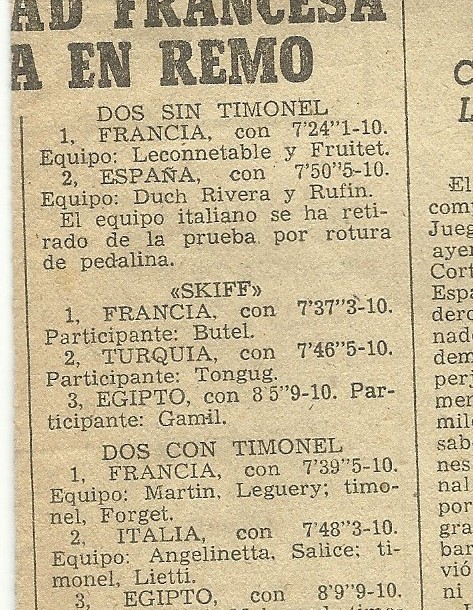 AD FRANCESA
A EN REMO
DOS SIN TIMONEL
1, FRANCIA, con 7'24"1-10.
Equipo: Leconnetable y Fruitet.
2, ESPAÑA, con 7'50"5-10.
Equipo: Duch Rivera y Rufin.
El equipo italiano se ha reti-
rado de la prueba por rotura
de pedalina.
«SKIFF»
1, FRANCIA, con 7'37"3-10.
Participante: Butel.
2, TURQUIA, con 7'46"5-10.
Participante: Tongug.
3, EGIPTO, con 8'5"9-10. Par-
ticipante: Gamil.
DOS CON TIMONEL
1, FRANCIA, con 7'39"5-10.
Equipo: Martin, Leguery; timo-
nel, Forget.
2, ITALIA, con 7'48"3-10.
Equipo: Angelinetta, Salice; ti-
monel, Lietti.
3, EGIPTO, con 8'9"9-10.
El
com
Jueg
ayer
Cort
Espa
dero
nad
dem
peri
mer
mile
sab
nes
nal
por
gra
bar
vió
ni